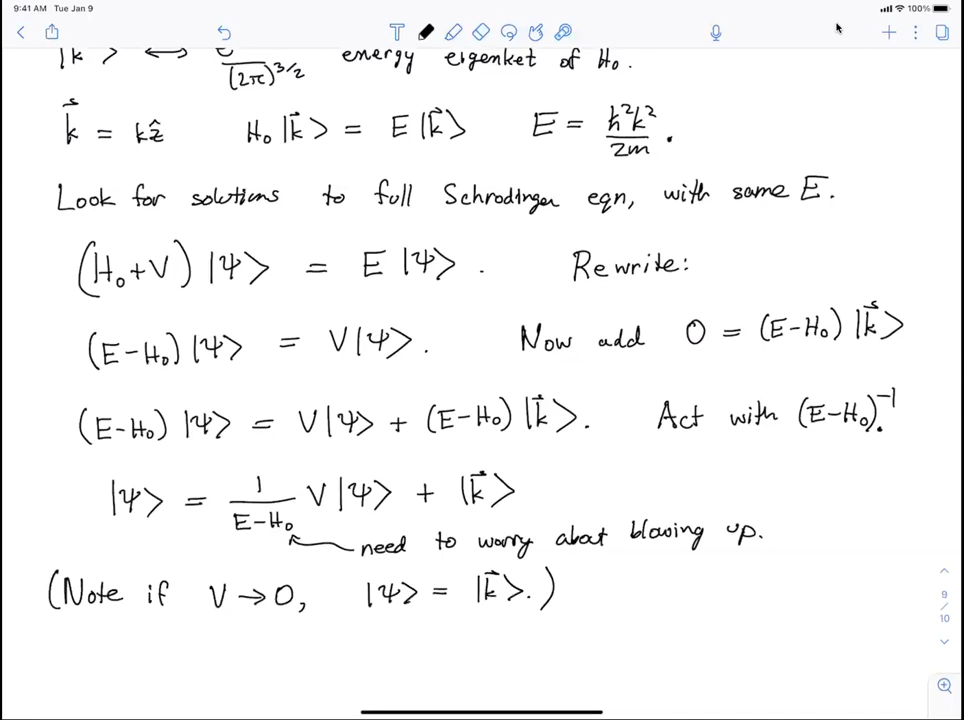 9:41 AM Tue Jan 9
100%
|k⃗> ⟷ e/(2π)^{3/2} energy eigenket of H₀.
k⃗ = kẑ H₀|k⃗> = E|k⃗> E = ħ²k²/2m .
Look for solutions to full Schrodinger eqn, with same E.
(H₀+V) |Ψ> = E |Ψ> . Rewrite:
(E-H₀) |Ψ> = V|Ψ>. Now add 0 = (E-H₀) |k⃗>
(E-H₀) |Ψ> = V|Ψ> + (E-H₀) |k⃗>. Act with (E-H₀)⁻¹.
|Ψ> = 1/(E-H₀) V|Ψ> + |k⃗>
need to worry about blowing up.
(Note if V→0, |Ψ> = |k⃗>.)
9
/
10